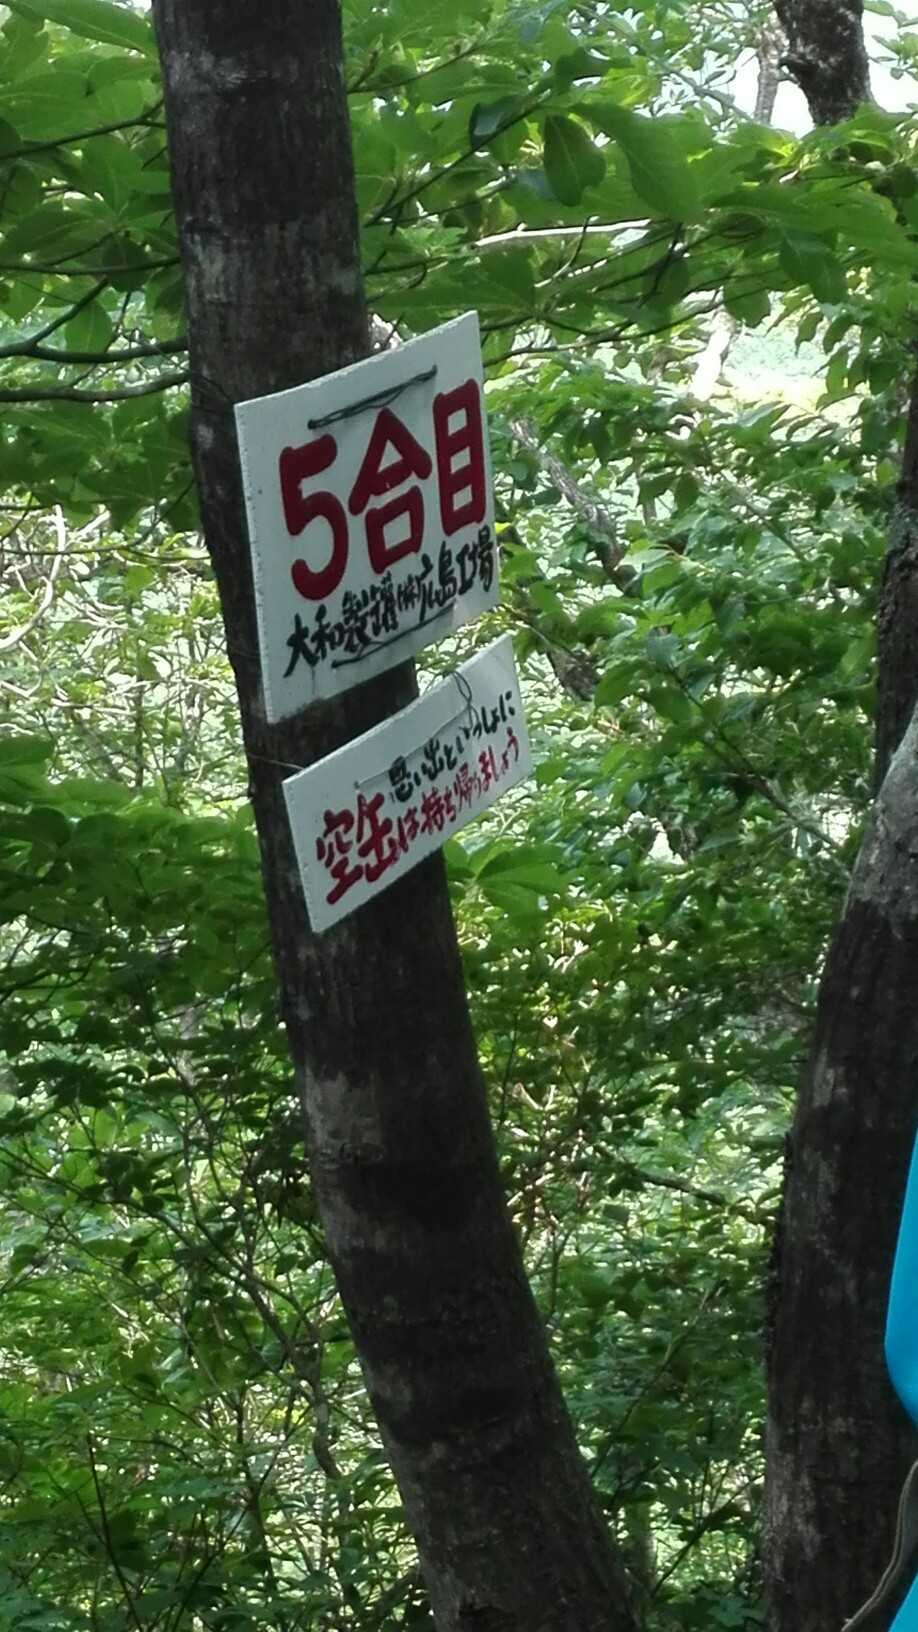 5合目
大和製罐(株)広島工場
思い出といっしょに
空缶は持ち帰りましょう